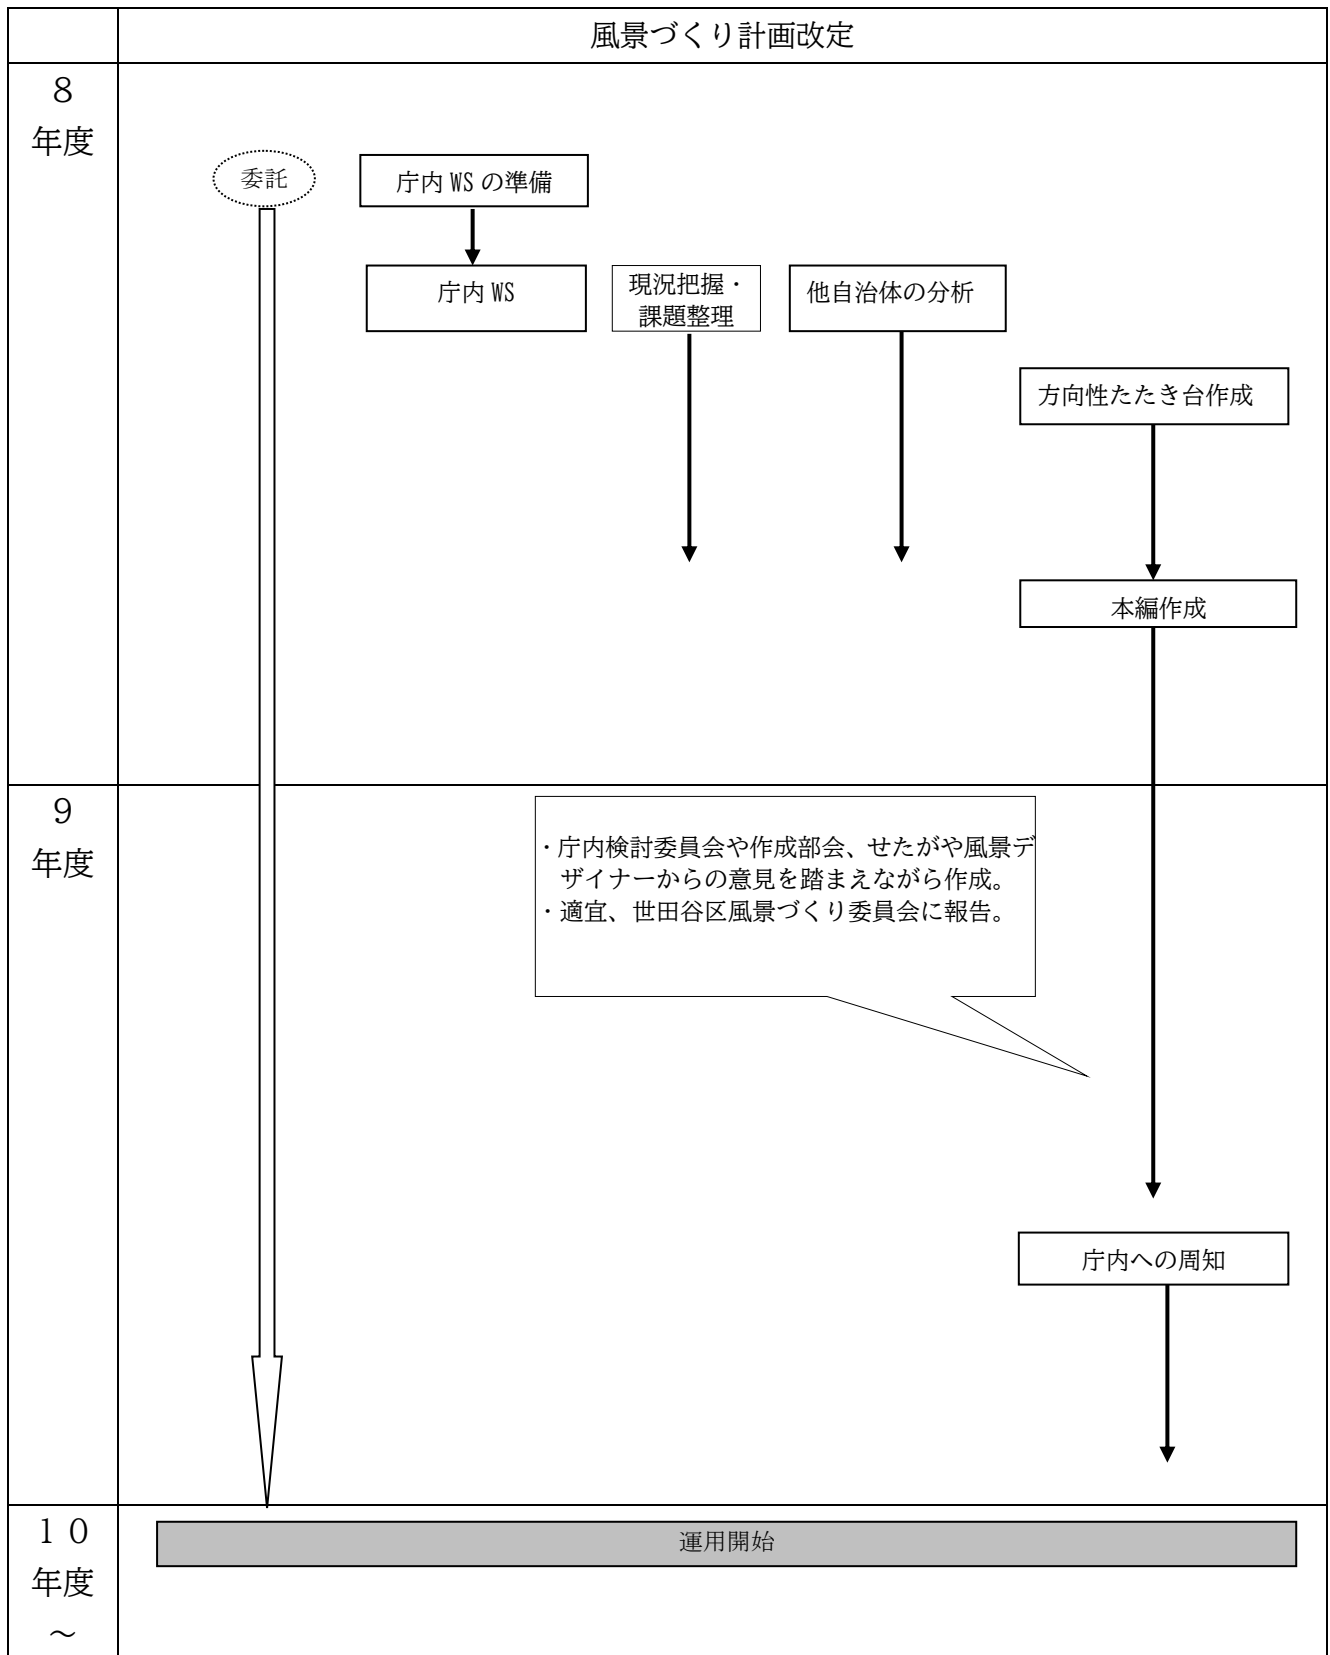 風景づくり計画改定
８
年度
委託
庁内 WS の準備
庁内 WS
現況把握・
課題整理
他自治体の分析
方向性たたき台作成
本編作成
９
年度
・庁内検討委員会や作成部会、せたがや風景デ
ザイナーからの意見を踏まえながら作成。
・適宜、世田谷区風景づくり委員会に報告。
庁内への周知
１０
年度
～
運用開始